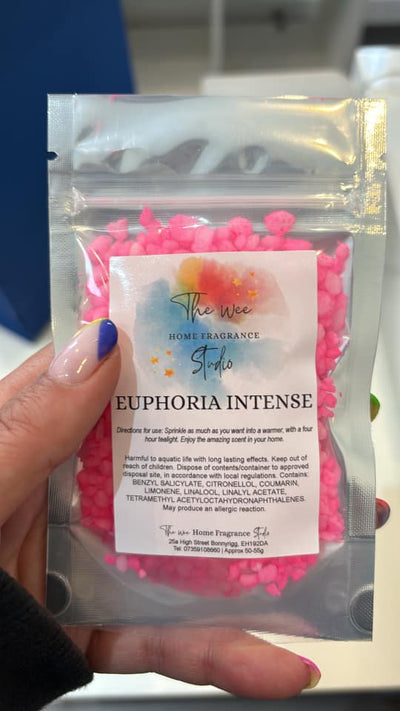 The wee
HOME FRAGRANCE
Studio
EUPHORIA INTENSE
Directions for use: Sprinkle as much as you want into a warmer, with a four
hour tealight. Enjoy the amazing scent in your home.
Harmful to aquatic life with long lasting effects. Keep out of
reach of children. Dispose of contents/container to approved
disposal site, in accordance with local regulations. Contains:
BENZYL SALICYLATE, CITRONELLOL, COUMARIN,
LIMONENE, LINALOOL, LINALYL ACETATE,
TETRAMETHYL ACETYLOCTAHYDRONAPHTHALENES.
May produce an allergic reaction.
The wee Home Fragrance Studio
25a High Street Bonnyrigg, EH192DA
Tel: 07359108660 | Approx 50-55g